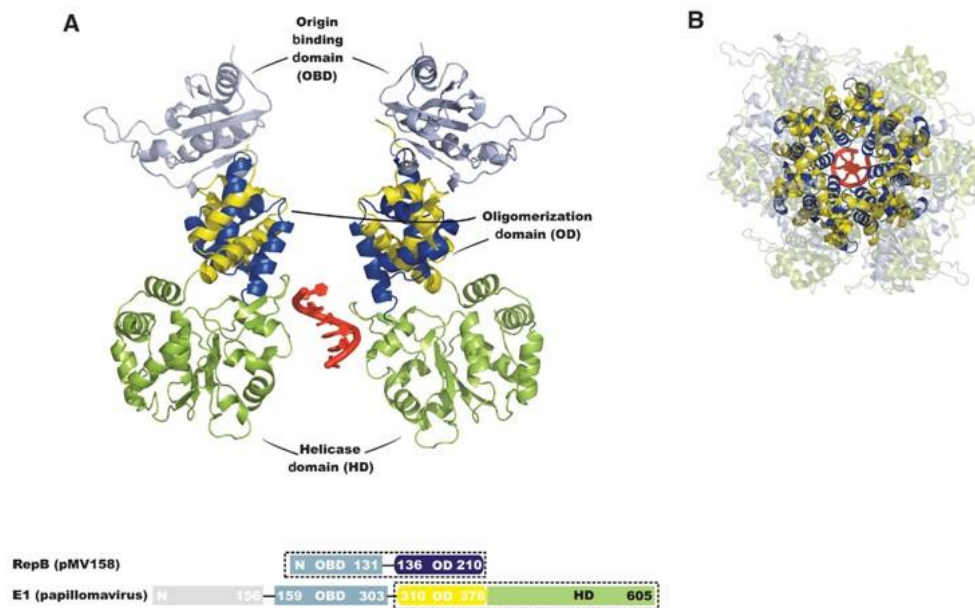 A
B
Origin
binding
domain
(OBD)
Oligomerization
domain (OD)
Helicase
domain (HD)
RepB (pMV158)
N OBD 131 136 OD 210
E1 (papillomavirus)
N 156 159 OBD 303 310 OD 376 HD 605